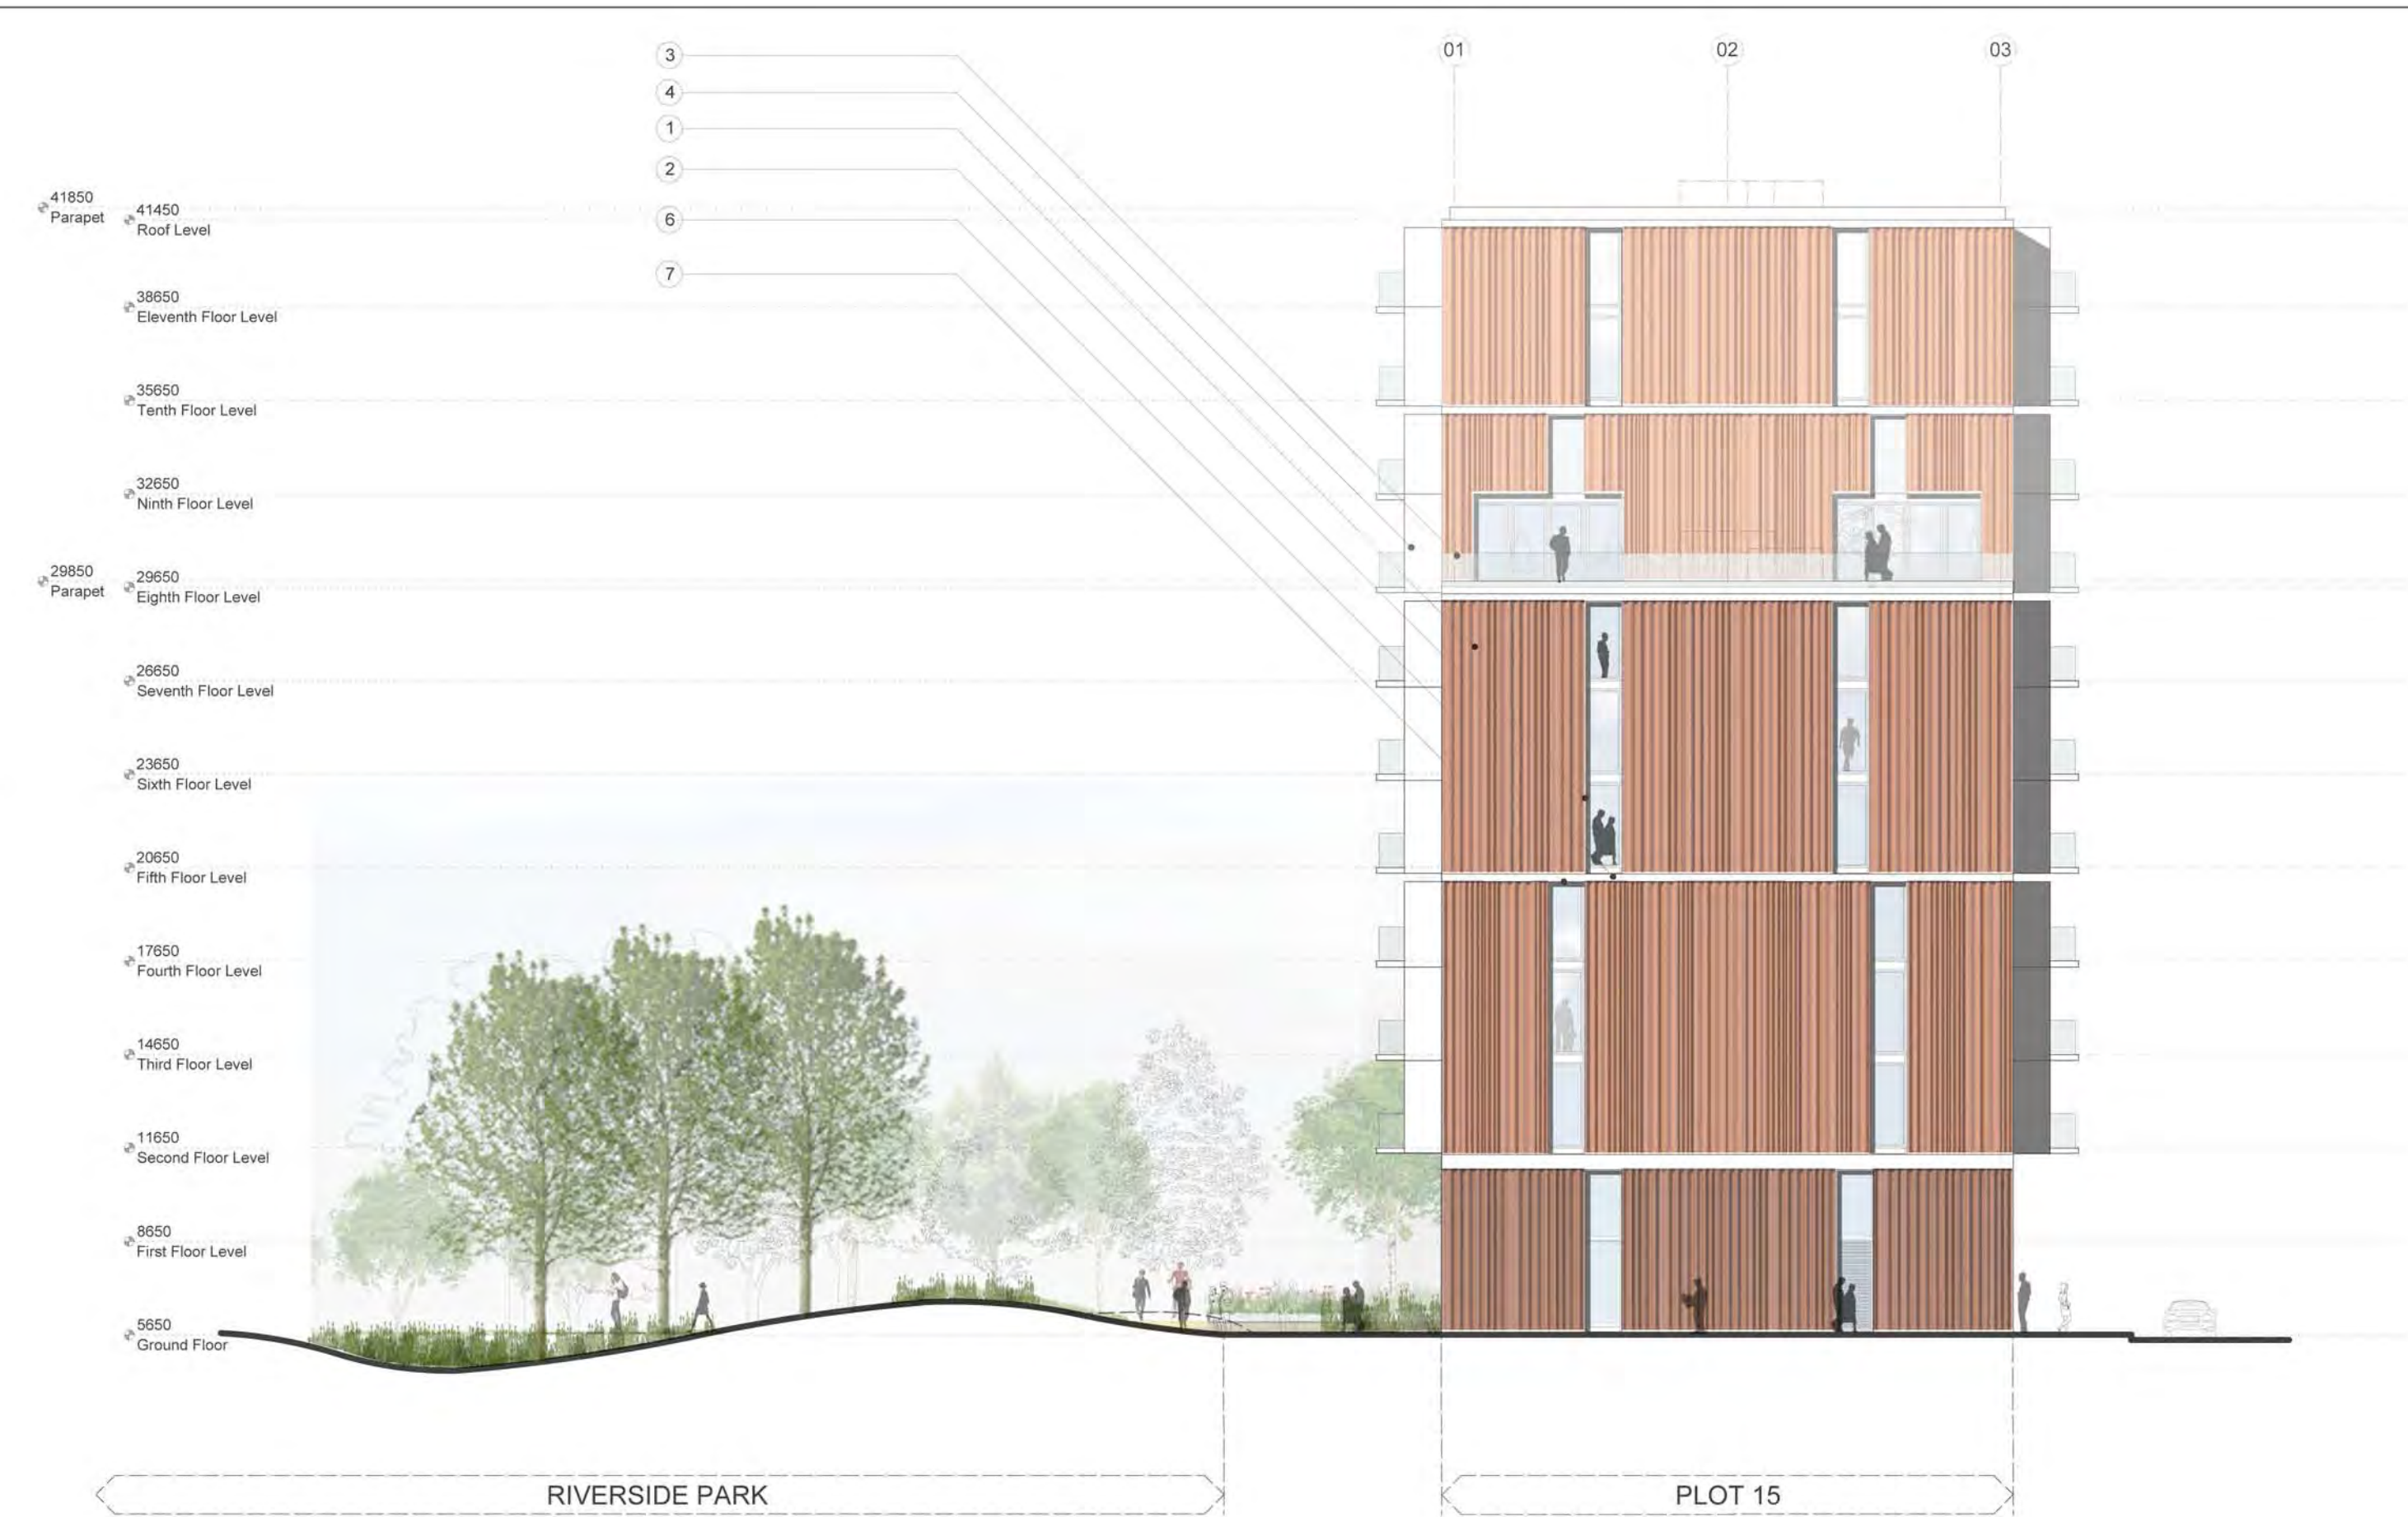 3
4
1
2
6
7
01
02
03
41850
Parapet
41450
Roof Level
38650
Eleventh Floor Level
35650
Tenth Floor Level
32650
Ninth Floor Level
29850
Parapet
29650
Eighth Floor Level
26650
Seventh Floor Level
23650
Sixth Floor Level
20650
Fifth Floor Level
17650
Fourth Floor Level
14650
Third Floor Level
11650
Second Floor Level
8650
First Floor Level
5650
Ground Floor
RIVERSIDE PARK
PLOT 15